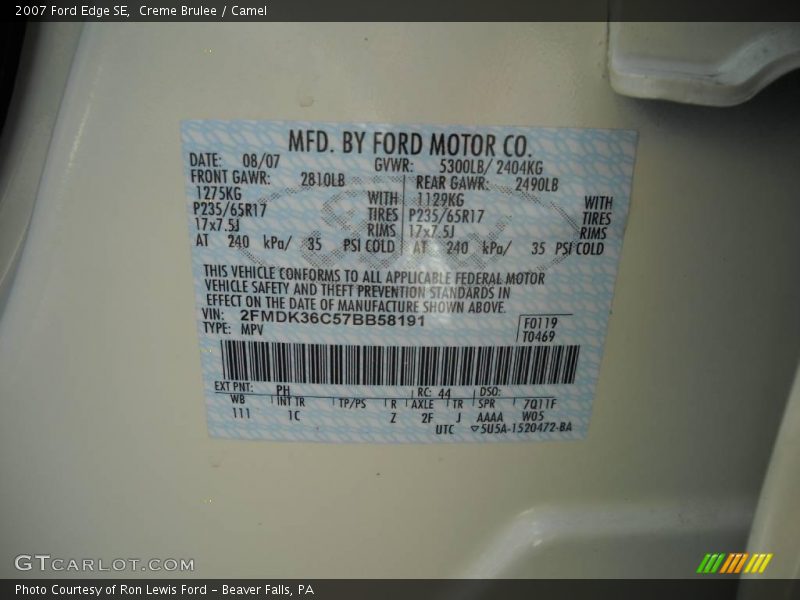 2007 Ford Edge SE,  Creme Brulee / Camel
MFD. BY FORD MOTOR CO.
DATE: 08/07 GVWR: 5300LB/ 2404KG
FRONT GAWR: 2810LB REAR GAWR: 2490LB
1275KG WITH 1129KG WITH
P235/65R17 TIRES P235/65R17 TIRES
17x7.5J RIMS 17x7.5J RIMS
AT 240 kPa/ 35 PSI COLD AT 240 kPa/ 35 PSI COLD
THIS VEHICLE CONFORMS TO ALL APPLICABLE FEDERAL MOTOR
VEHICLE SAFETY AND THEFT PREVENTION STANDARDS IN
EFFECT ON THE DATE OF MANUFACTURE SHOWN ABOVE.
VIN: 2FMDK36C57BB58191 F0119
TYPE: MPV T0469
EXT PNT: PH RC: 44 DSO:
WB INT TR TP/PS R AXLE TR SPR 7Q11F
111 1C Z 2F J AAAA W05
UTC ▽5U5A-1520472-BA
GTCARLOT.COM
Photo Courtesy of Ron Lewis Ford - Beaver Falls, PA